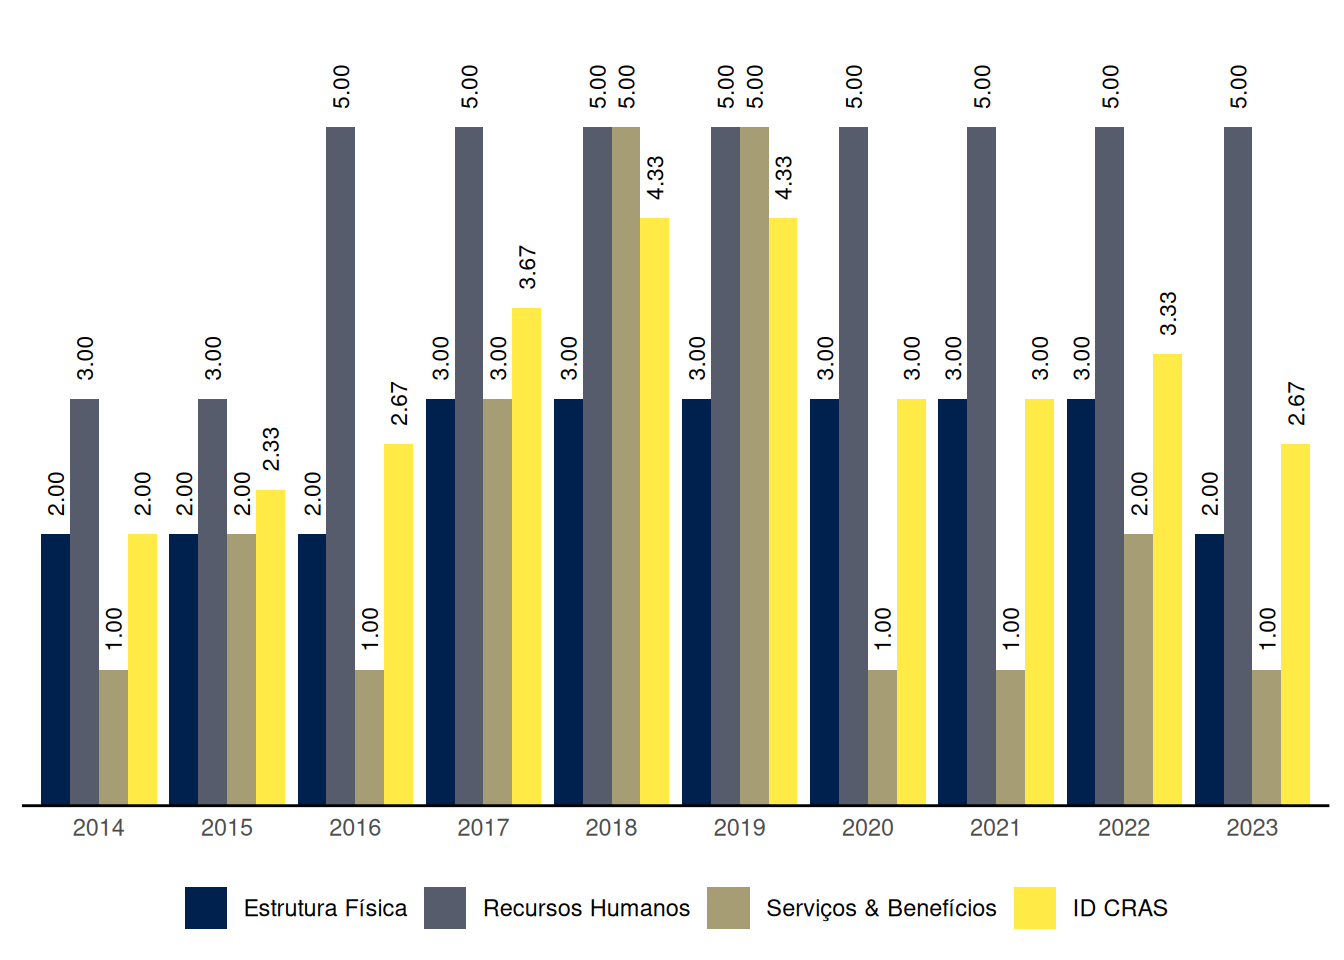 5.00 5.00 5.00 5.00 5.00 5.00 5.00 5.00 5.00 5.00
4.33 4.33
3.67
3.33
3.00 3.00 3.00 3.00 3.00 3.00 3.00 3.00 3.00 3.00 3.00
2.67 2.67
2.33
2.00 2.00 2.00 2.00 2.00 2.00 2.00
1.00 1.00 1.00 1.00 1.00
2014 2015 2016 2017 2018 2019 2020 2021 2022 2023
Estrutura Física Recursos Humanos Serviços & Benefícios ID CRAS